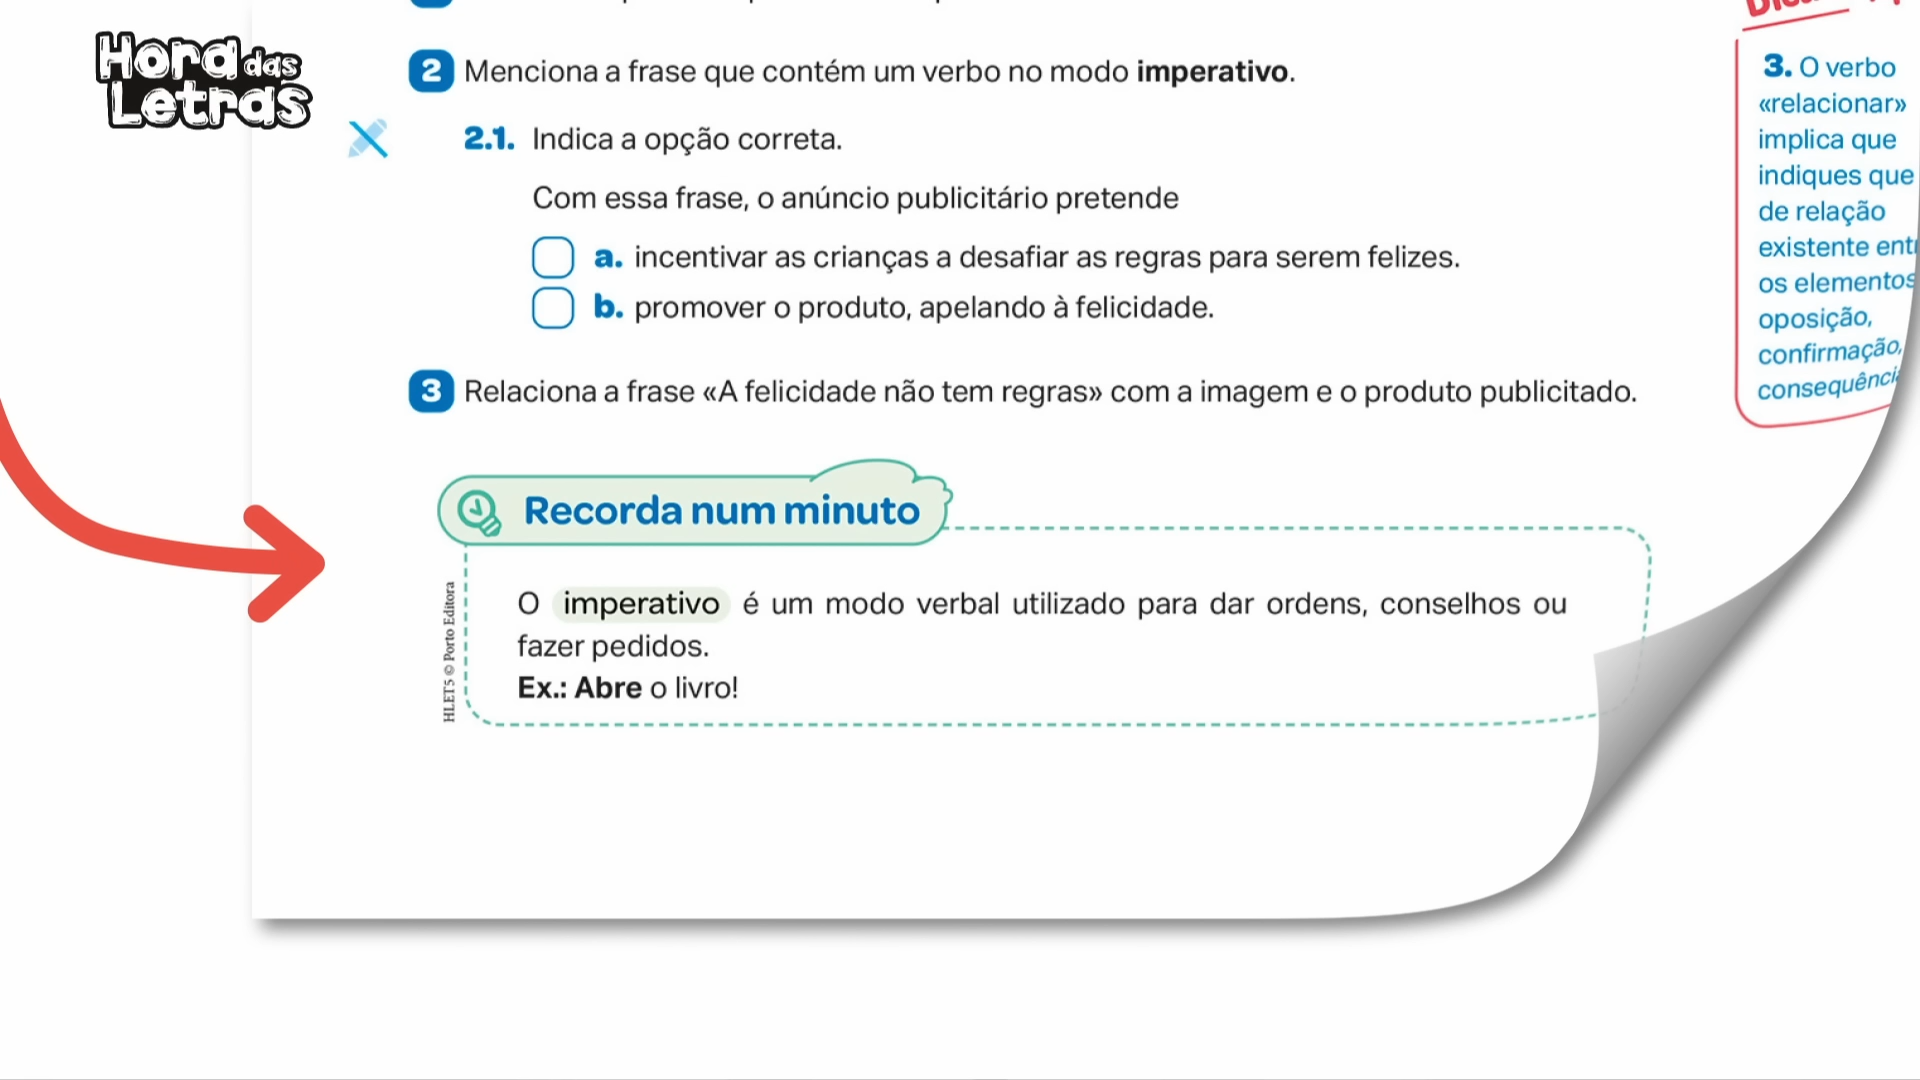 Hora das
Letras
2 Menciona a frase que contém um verbo no modo imperativo.
2.1. Indica a opção correta.
Com essa frase, o anúncio publicitário pretende
a. incentivar as crianças a desafiar as regras para serem felizes.
b. promover o produto, apelando à felicidade.
3 Relaciona a frase «A felicidade não tem regras» com a imagem e o produto publicitado.
Recorda num minuto
O imperativo é um modo verbal utilizado para dar ordens, conselhos ou
fazer pedidos.
Ex.: Abre o livro!
HLET5 © Porto Editora
3. O verbo
«relacionar»
implica que
indiques que
de relação
existente
os elementos
oposição,
confirmação,